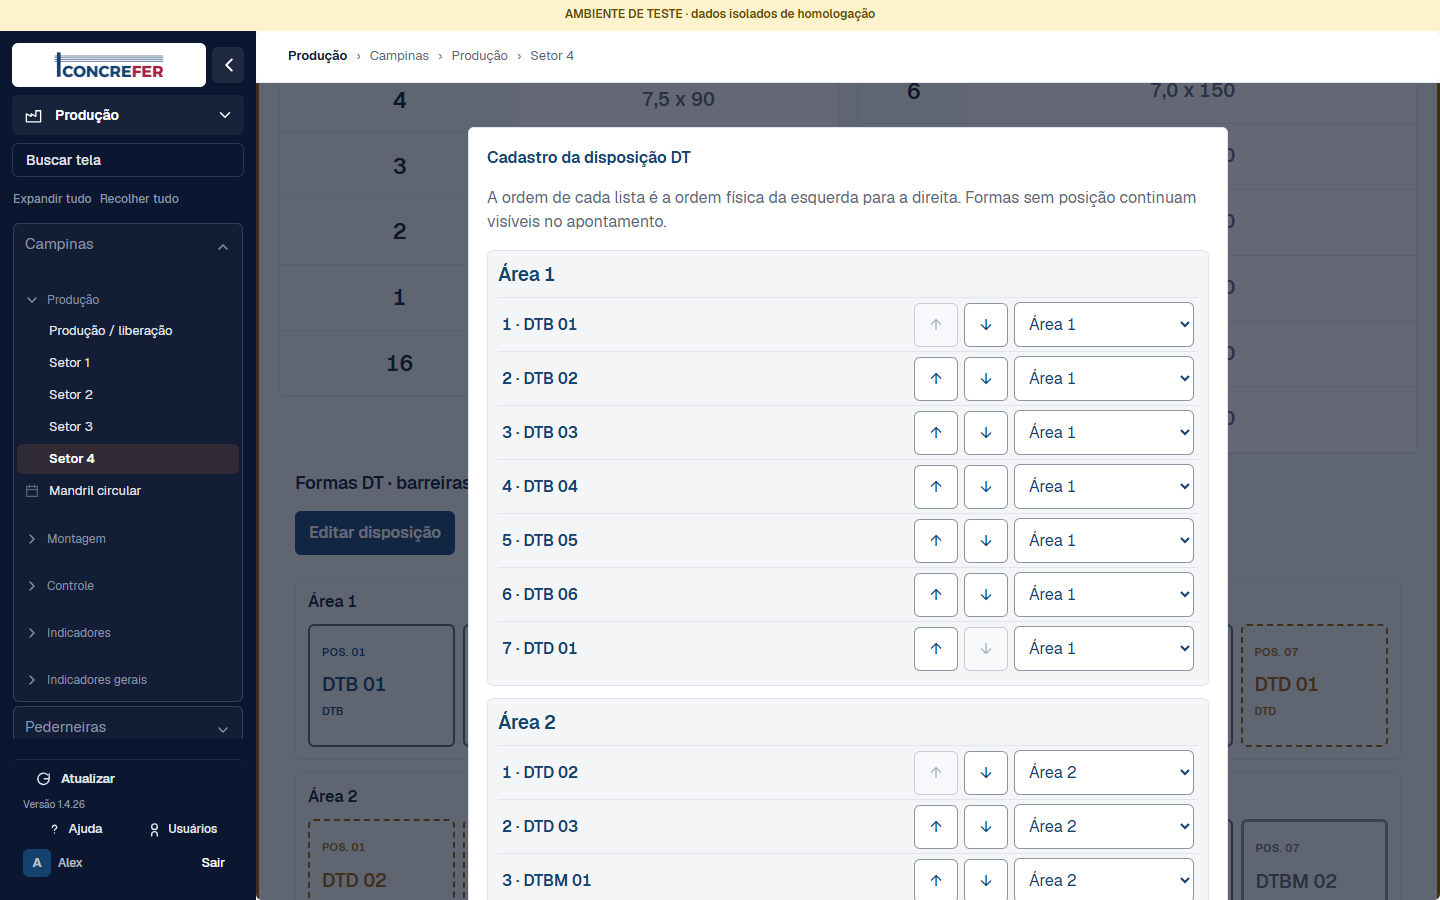 AMBIENTE DE TESTE · dados isolados de homologação
CONCREFER
Produção
Buscar tela
Expandir tudo Recolher tudo
Campinas
Produção
Produção / liberação
Setor 1
Setor 2
Setor 3
Setor 4
Mandril circular
Montagem
Controle
Indicadores
Indicadores gerais
Pederneiras
Atualizar
Versão 1.4.26
? Ajuda Usuários
A Alex Sair
Produção › Campinas › Produção › Setor 4
4 7,5 x 90 6 7,0 x 150
3
2
1
16
Formas DT · barreiras
Editar disposição
Área 1
POS. 01
DTB 01
DTB
POS. 07
DTD 01
DTD
Área 2
POS. 01
DTD 02
POS. 07
DTBM 02
Cadastro da disposição DT
A ordem de cada lista é a ordem física da esquerda para a direita. Formas sem posição continuam
visíveis no apontamento.
Área 1
1 · DTB 01 ↑ ↓ Área 1
2 · DTB 02 ↑ ↓ Área 1
3 · DTB 03 ↑ ↓ Área 1
4 · DTB 04 ↑ ↓ Área 1
5 · DTB 05 ↑ ↓ Área 1
6 · DTB 06 ↑ ↓ Área 1
7 · DTD 01 ↑ ↓ Área 1
Área 2
1 · DTD 02 ↑ ↓ Área 2
2 · DTD 03 ↑ ↓ Área 2
3 · DTBM 01 ↑ ↓ Área 2